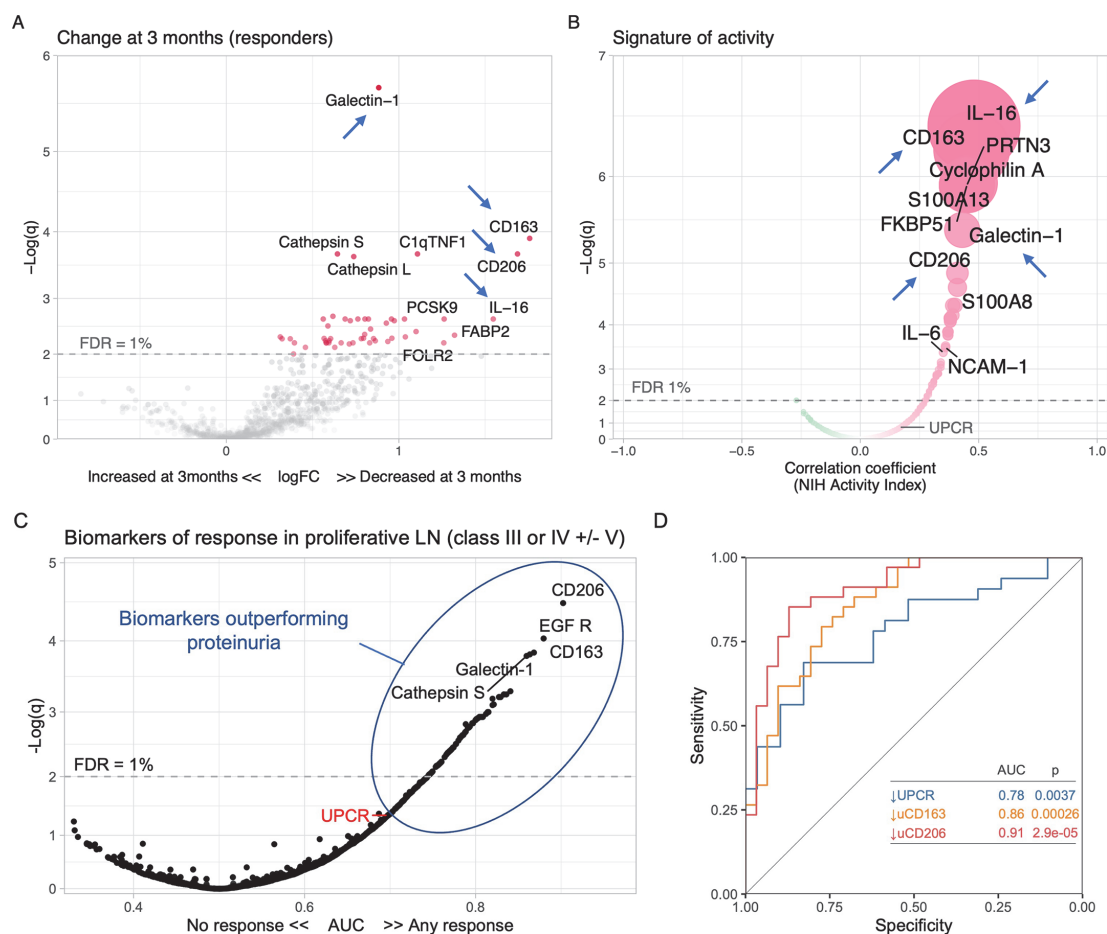 A
Change at 3 months (responders)
6
5
4
3
2
1
0
−Log(q)
Galectin−1
CD163
Cathepsin S
C1qTNF1
Cathepsin L
CD206
PCSK9
IL−16
FABP2
FOLR2
FDR = 1%
0
1
Increased at 3months << logFC >> Decreased at 3 months
B
Signature of activity
7
6
5
4
3
2
1
0
−Log(q)
IL−16
CD163
PRTN3
Cyclophilin A
S100A13
FKBP51
Galectin−1
CD206
S100A8
IL−6
NCAM−1
FDR 1%
UPCR
−1.0
−0.5
0.0
0.5
1.0
Correlation coefficient
(NIH Activity Index)
C
Biomarkers of response in proliferative LN (class III or IV +/- V)
5
4
3
2
1
0
-Log(q)
Biomarkers outperforming
proteinuria
CD206
EGF R
CD163
Galectin-1
Cathepsin S
FDR = 1%
UPCR
0.4
0.6
0.8
No response << AUC >> Any response
D
1.00
0.75
0.50
0.25
0.00
Sensitivity
AUC p
↓UPCR 0.78 0.0037
↓uCD163 0.86 0.00026
↓uCD206 0.91 2.9e-05
1.00
0.75
0.50
0.25
0.00
Specificity